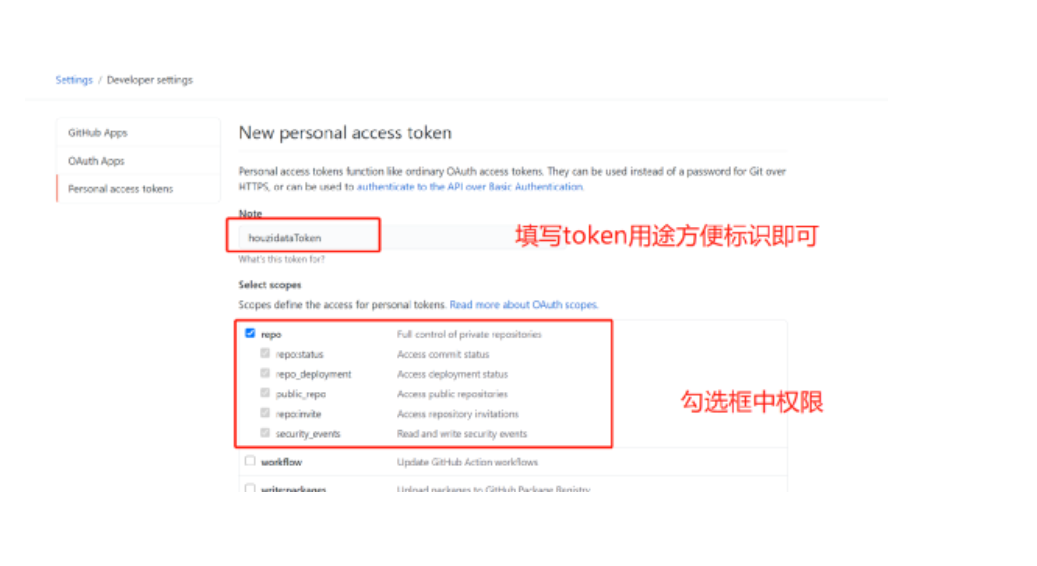 Settings / Developer settings
GitHub Apps
OAuth Apps
Personal access tokens
New personal access token
Personal access tokens function like ordinary OAuth access tokens. They can be used instead of a password for Git over
HTTPS, or can be used to authenticate to the API over Basic Authentication.
Note
houzidataToken
填写token用途方便标识即可
What's this token for?
Select scopes
Scopes define the access for personal tokens. Read more about OAuth scopes.
repo Full control of private repositories
repo:status Access commit status
repo_deployment Access deployment status
public_repo Access public repositories
repo:invite Access repository invitations
security_events Read and write security events
勾选框中权限
workflow Update GitHub Action workflows
write:packages Upload packages to GitHub Package Registry